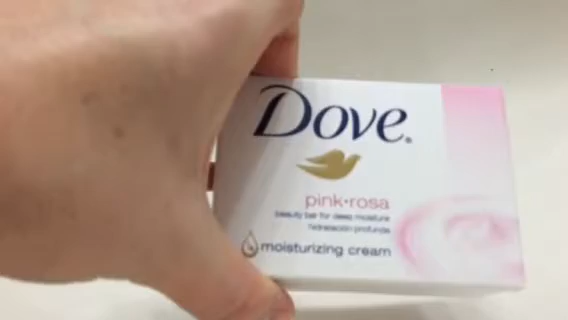 Dove
pink·rosa
beauty bar for deep moisture
hidratación profunda
moisturizing cream